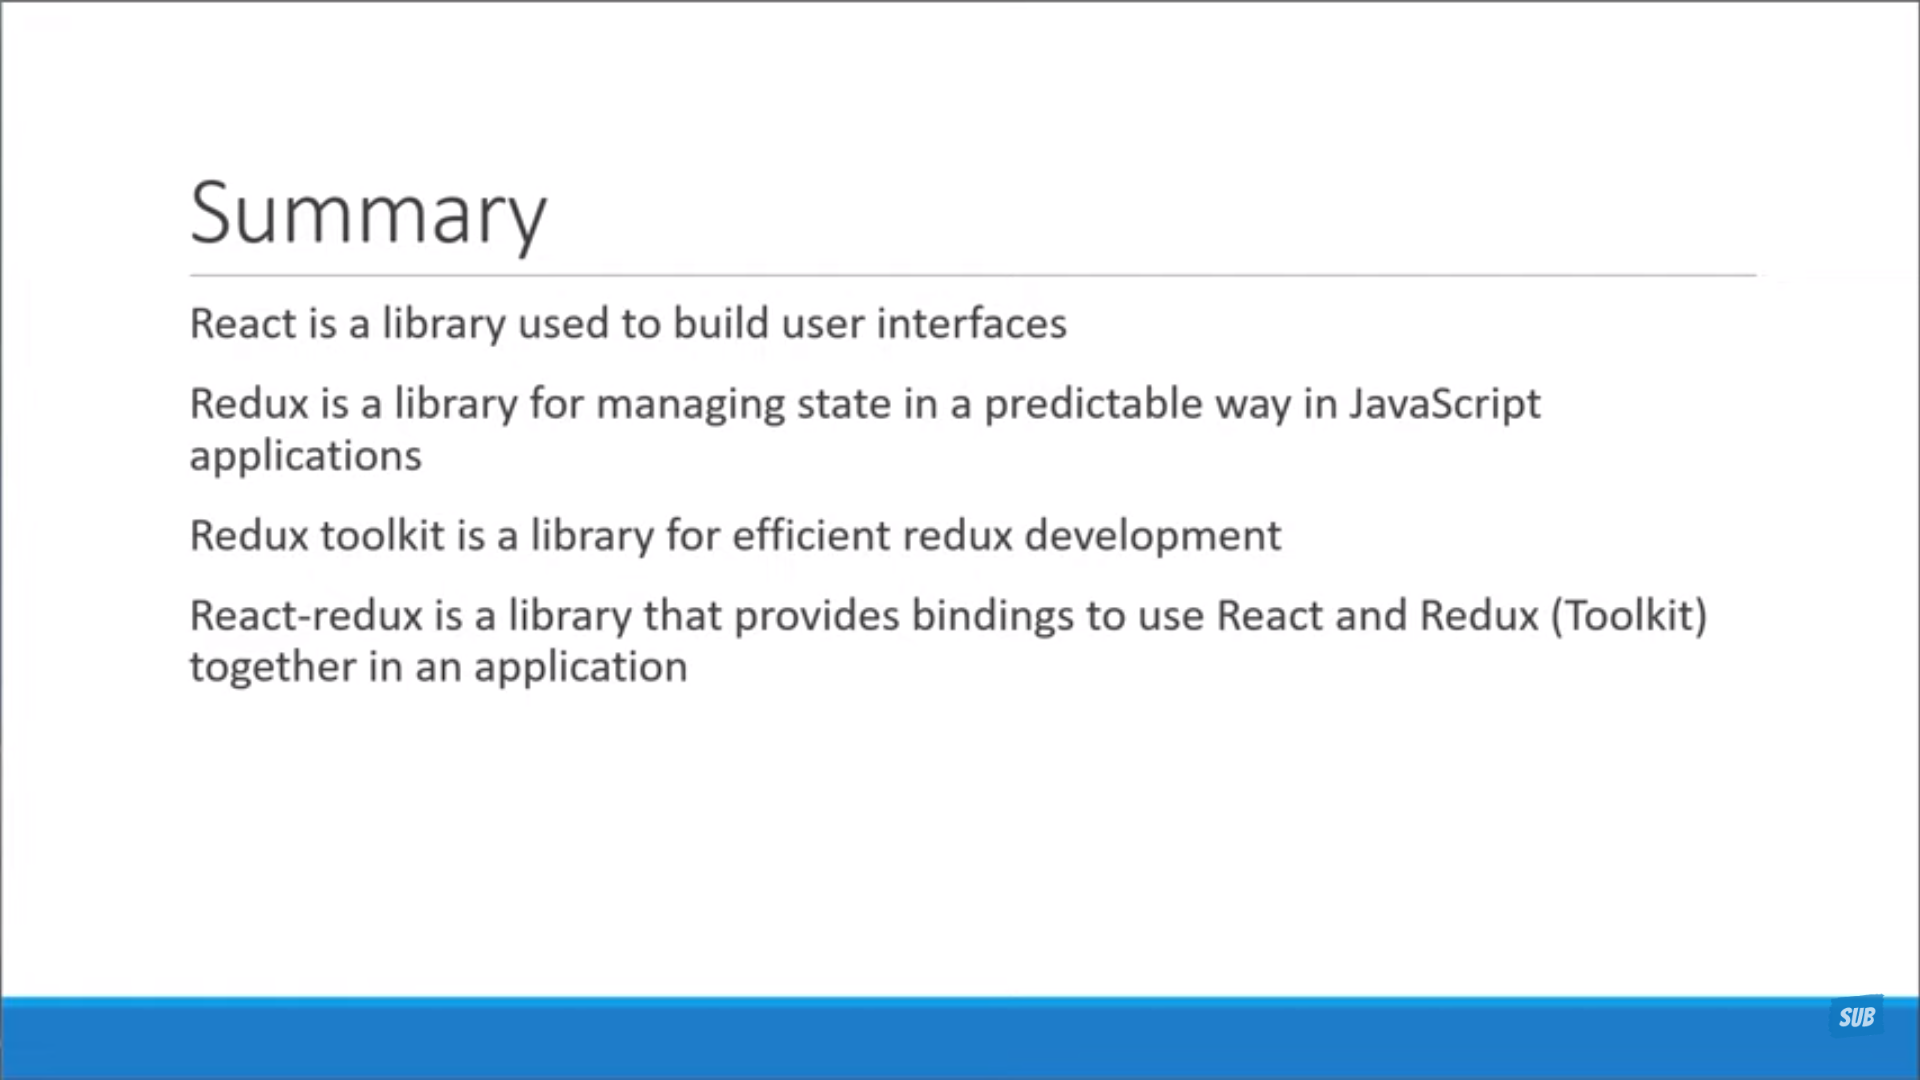 Summary
React is a library used to build user interfaces
Redux is a library for managing state in a predictable way in JavaScript
applications
Redux toolkit is a library for efficient redux development
React-redux is a library that provides bindings to use React and Redux (Toolkit)
together in an application
SUB